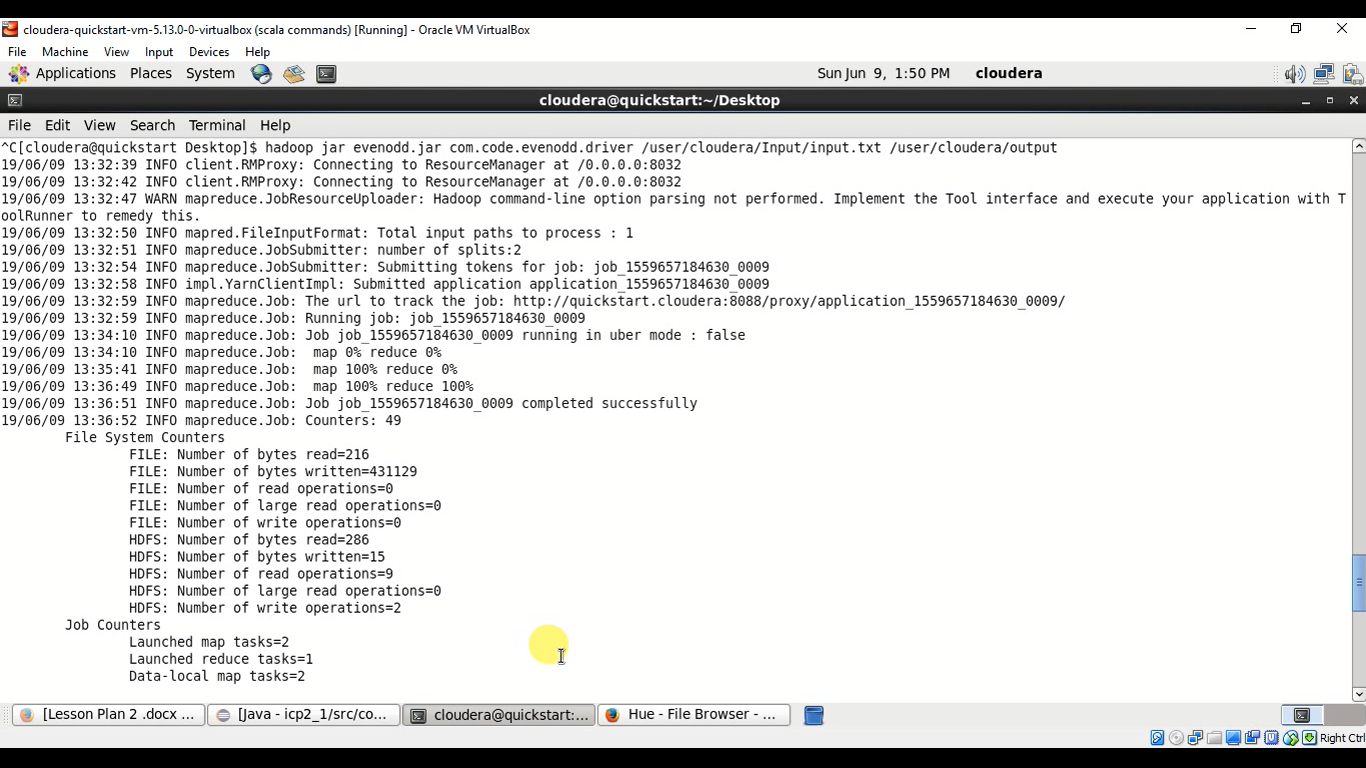 cloudera-quickstart-vm-5.13.0-0-virtualbox (scala commands) [Running] - Oracle VM VirtualBox
File Machine View Input Devices Help
Applications Places System Sun Jun 9, 1:50 PM cloudera
cloudera@quickstart:~/Desktop
File Edit View Search Terminal Help
^C[cloudera@quickstart Desktop]$ hadoop jar evenodd.jar com.code.evenodd.driver /user/cloudera/Input/input.txt /user/cloudera/output
19/06/09 13:32:39 INFO client.RMProxy: Connecting to ResourceManager at /0.0.0.0:8032
19/06/09 13:32:42 INFO client.RMProxy: Connecting to ResourceManager at /0.0.0.0:8032
19/06/09 13:32:47 WARN mapreduce.JobResourceUploader: Hadoop command-line option parsing not performed. Implement the Tool interface and execute your application with T
oolRunner to remedy this.
19/06/09 13:32:50 INFO mapred.FileInputFormat: Total input paths to process : 1
19/06/09 13:32:51 INFO mapreduce.JobSubmitter: number of splits:2
19/06/09 13:32:54 INFO mapreduce.JobSubmitter: Submitting tokens for job: job_1559657184630_0009
19/06/09 13:32:58 INFO impl.YarnClientImpl: Submitted application application_1559657184630_0009
19/06/09 13:32:59 INFO mapreduce.Job: The url to track the job: http://quickstart.cloudera:8088/proxy/application_1559657184630_0009/
19/06/09 13:32:59 INFO mapreduce.Job: Running job: job_1559657184630_0009
19/06/09 13:34:10 INFO mapreduce.Job: Job job_1559657184630_0009 running in uber mode : false
19/06/09 13:34:10 INFO mapreduce.Job:  map 0% reduce 0%
19/06/09 13:35:41 INFO mapreduce.Job:  map 100% reduce 0%
19/06/09 13:36:49 INFO mapreduce.Job:  map 100% reduce 100%
19/06/09 13:36:51 INFO mapreduce.Job: Job job_1559657184630_0009 completed successfully
19/06/09 13:36:52 INFO mapreduce.Job: Counters: 49
File System Counters
FILE: Number of bytes read=216
FILE: Number of bytes written=431129
FILE: Number of read operations=0
FILE: Number of large read operations=0
FILE: Number of write operations=0
HDFS: Number of bytes read=286
HDFS: Number of bytes written=15
HDFS: Number of read operations=9
HDFS: Number of large read operations=0
HDFS: Number of write operations=2
Job Counters
Launched map tasks=2
Launched reduce tasks=1
Data-local map tasks=2
[Lesson Plan 2 .docx ... [Java - icp2_1/src/co... cloudera@quickstart:... Hue - File Browser - ...
Right Ctrl